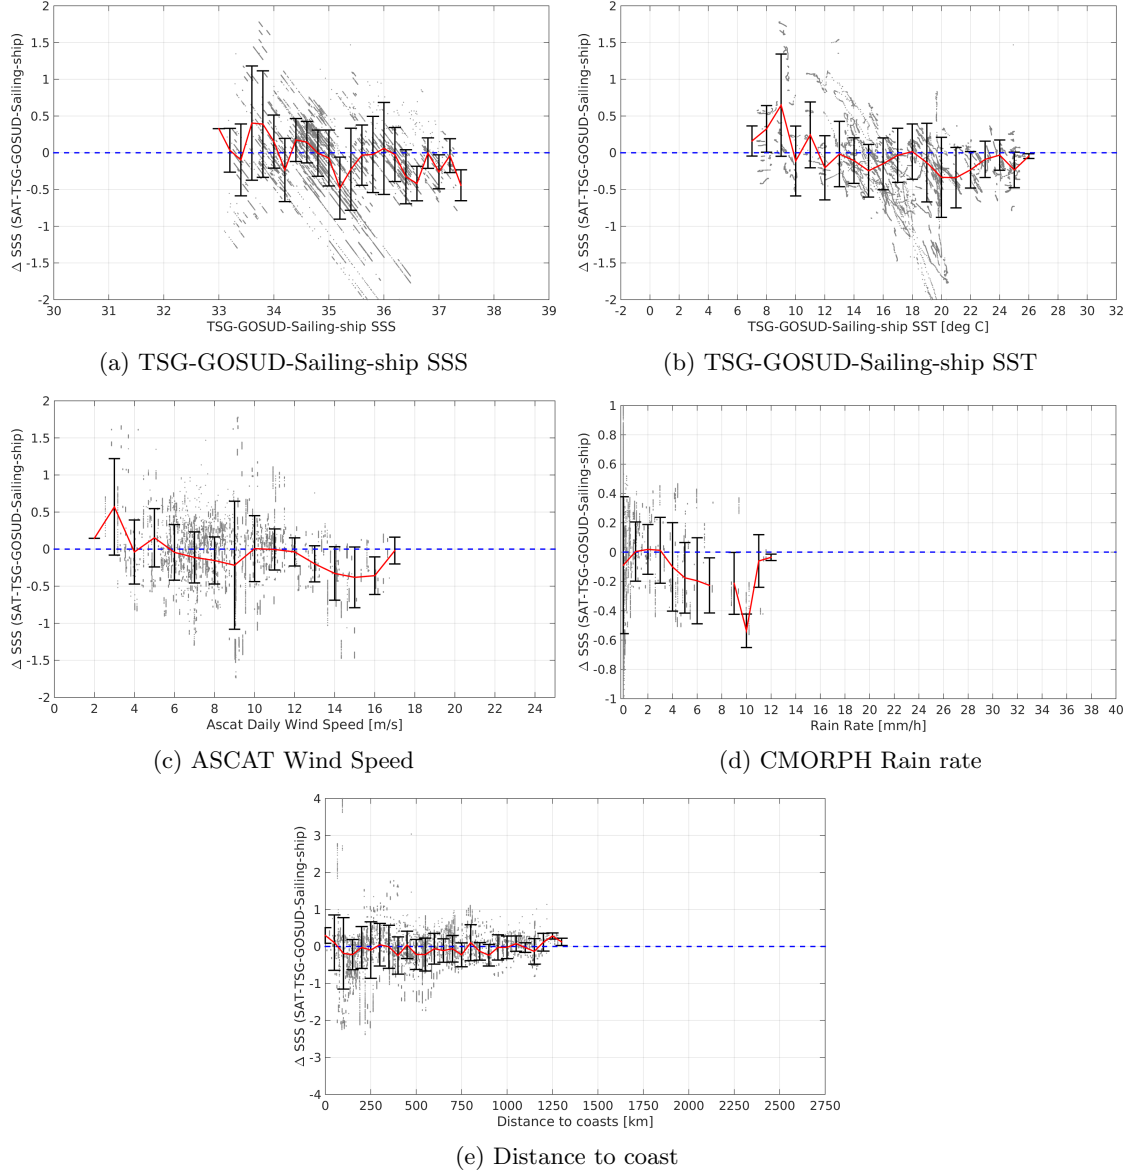 2
1.5
1
0.5
0
-0.5
-1
-1.5
-2
Δ SSS (SAT-TSG-GOSUD-Sailing-ship)
30 31 32 33 34 35 36 37 38 39
TSG-GOSUD-Sailing-ship SSS
(a) TSG-GOSUD-Sailing-ship SSS
2
1.5
1
0.5
0
-0.5
-1
-1.5
-2
Δ SSS (SAT-TSG-GOSUD-Sailing-ship)
-2 0 2 4 6 8 10 12 14 16 18 20 22 24 26 28 30 32
TSG-GOSUD-Sailing-ship SST [deg C]
(b) TSG-GOSUD-Sailing-ship SST
2
1.5
1
0.5
0
-0.5
-1
-1.5
-2
Δ SSS (SAT-TSG-GOSUD-Sailing-ship)
0 2 4 6 8 10 12 14 16 18 20 22 24
Ascat Daily Wind Speed [m/s]
(c) ASCAT Wind Speed
1
0.8
0.6
0.4
0.2
0
-0.2
-0.4
-0.6
-0.8
-1
Δ SSS (SAT-TSG-GOSUD-Sailing-ship)
0 2 4 6 8 10 12 14 16 18 20 22 24 26 28 30 32 34 36 38 40
Rain Rate [mm/h]
(d) CMORPH Rain rate
4
3
2
1
0
-1
-2
-3
-4
Δ SSS (SAT-TSG-GOSUD-Sailing-ship)
0 250 500 750 1000 1250 1500 1750 2000 2250 2500 2750
Distance to coasts [km]
(e) Distance to coast